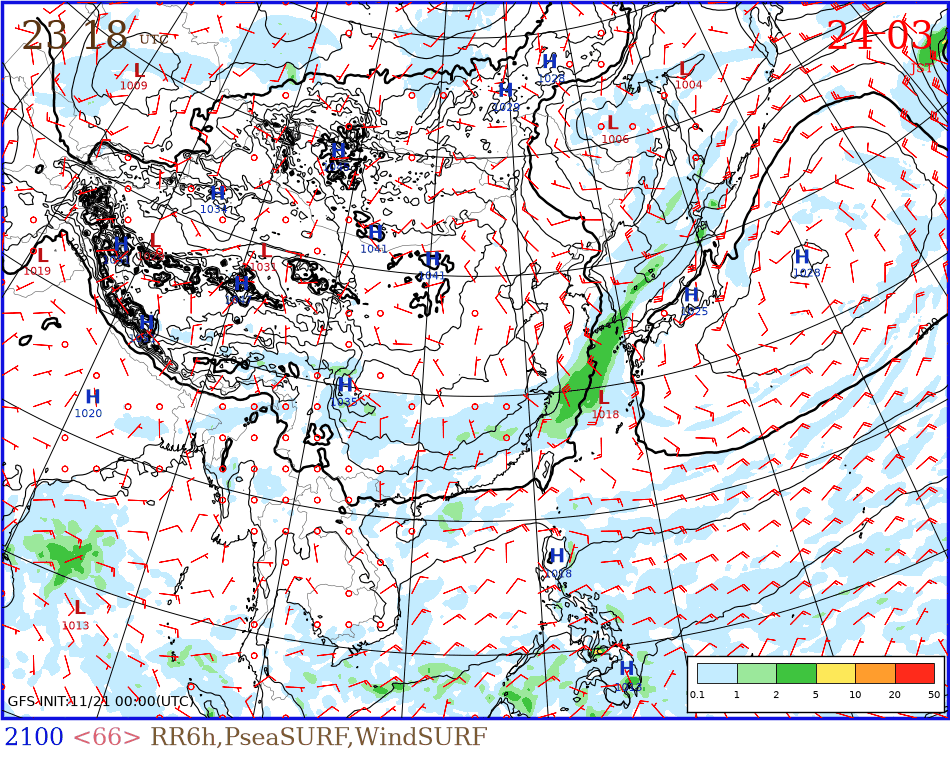 23 18 UTC
24 03
JST
L
1009
H
1028
H
1028
L
1004
L
1006
H
H
1034
H
1041
H
1041
L
1019
H
L
L
1031
H
H
H
1028
H
1025
H
1035
H
1020
L
1018
H
1018
L
1013
H
0.1 1 2 5 10 20 50
GFS INIT:11/21 00:00(UTC)
2100 <66> RR6h,PseaSURF,WindSURF